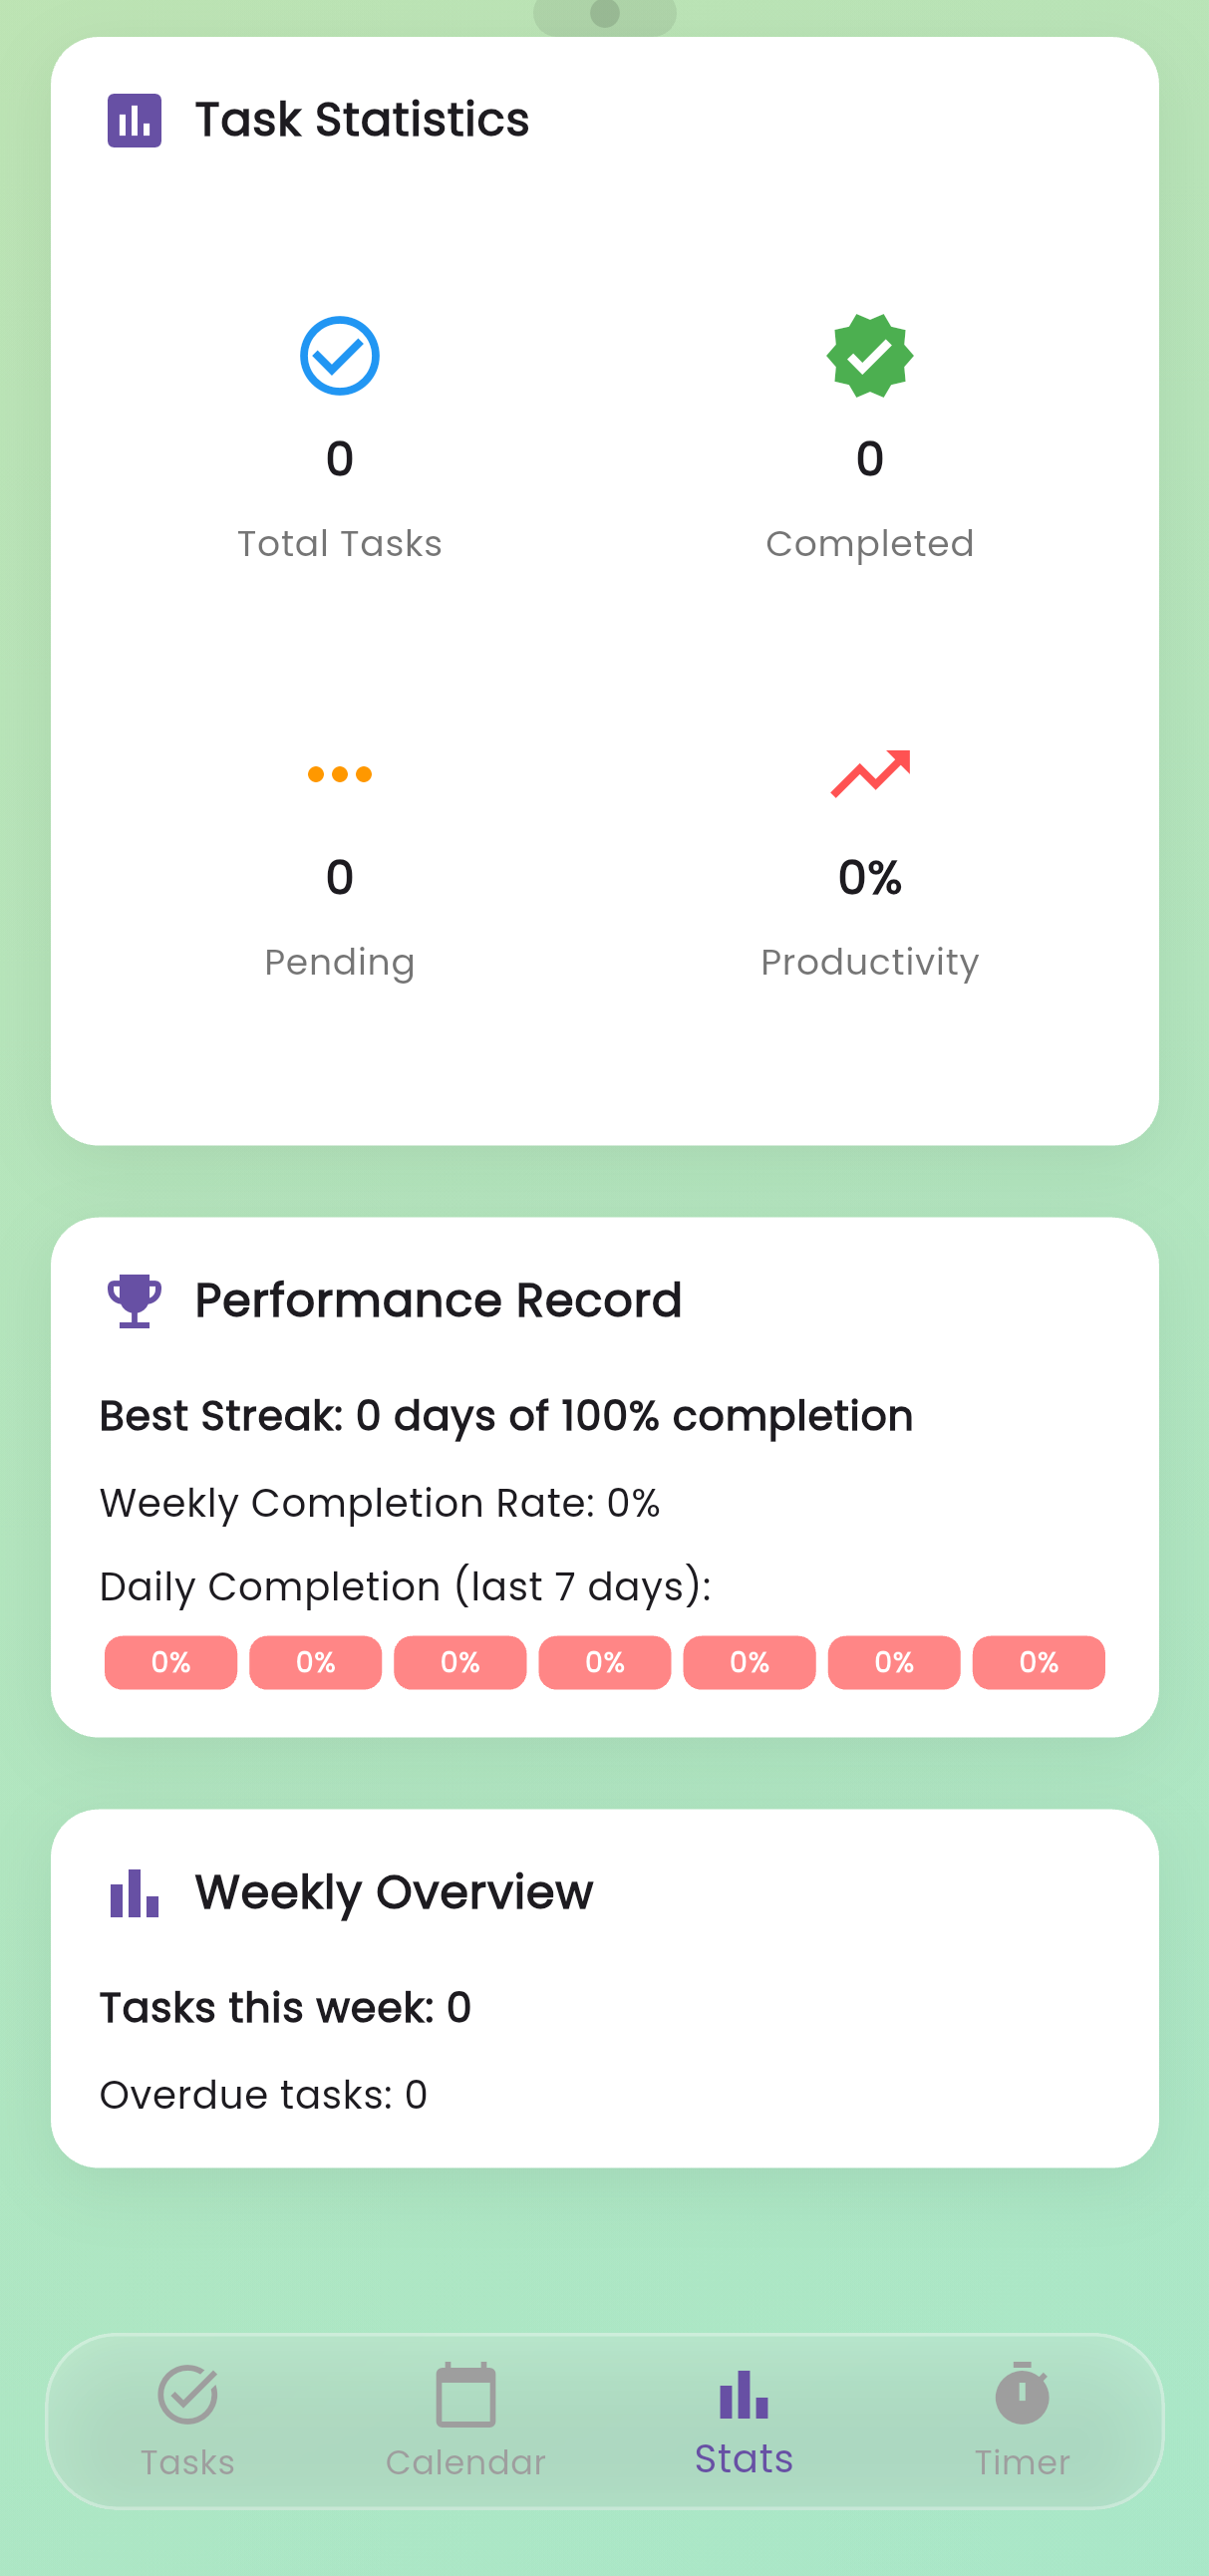 Task Statistics
0
0
Total Tasks
Completed
0
0%
Pending
Productivity
Performance Record
Best Streak: 0 days of 100% completion
Weekly Completion Rate: 0%
Daily Completion (last 7 days):
0% 0% 0% 0% 0% 0% 0%
Weekly Overview
Tasks this week: 0
Overdue tasks: 0
Tasks Calendar Stats Timer